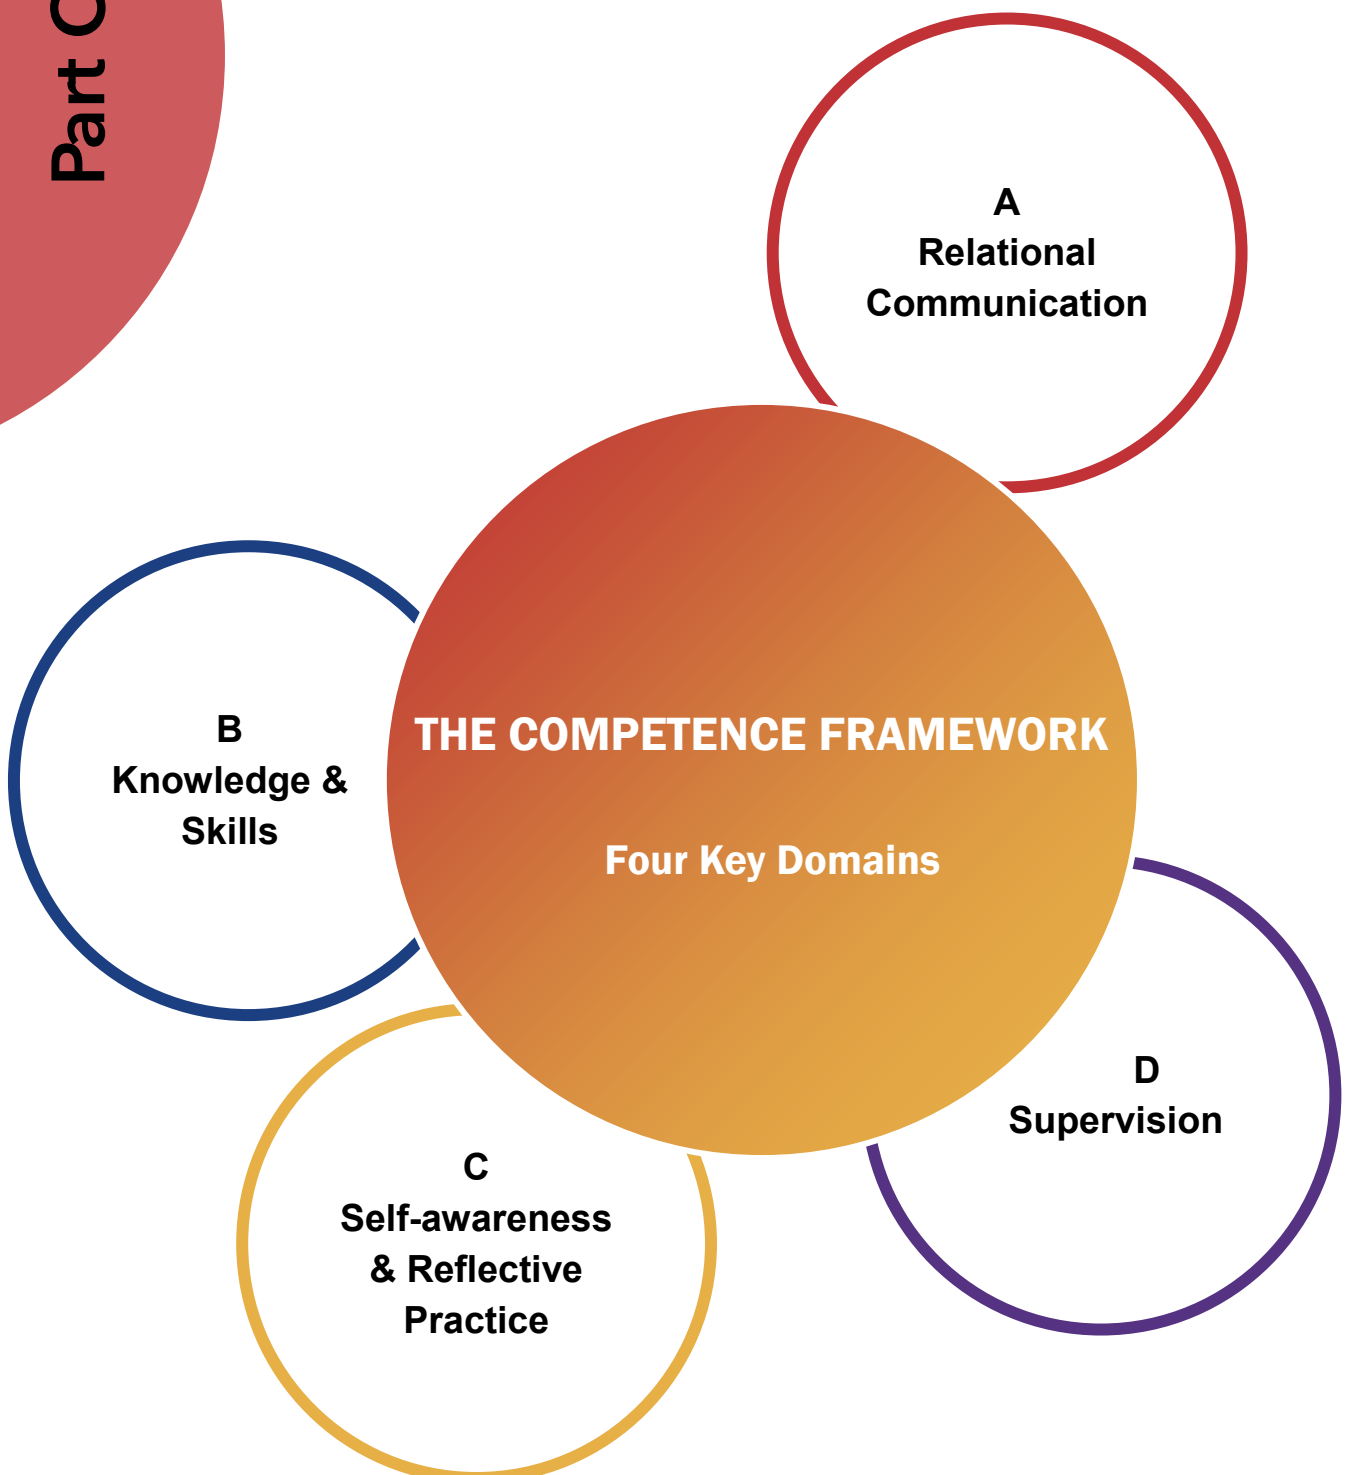 Part
A
Relational
Communication
THE COMPETENCE FRAMEWORK
Four Key Domains
B
Knowledge &
Skills
C
Self-awareness
& Reflective
Practice
D
Supervision